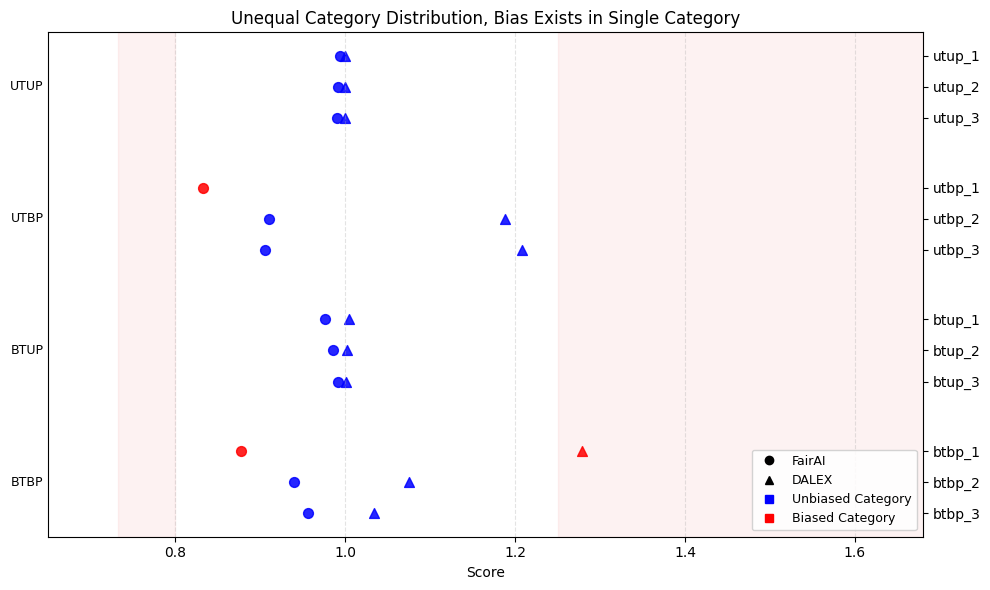 Unequal Category Distribution, Bias Exists in Single Category
UTUP
utup_1
utup_2
utup_3
UTBP
utbp_1
utbp_2
utbp_3
BTUP
btup_1
btup_2
btup_3
BTBP
btbp_1
btbp_2
btbp_3
FairAI
DALEX
Unbiased Category
Biased Category
0.8 1.0 1.2 1.4 1.6
Score